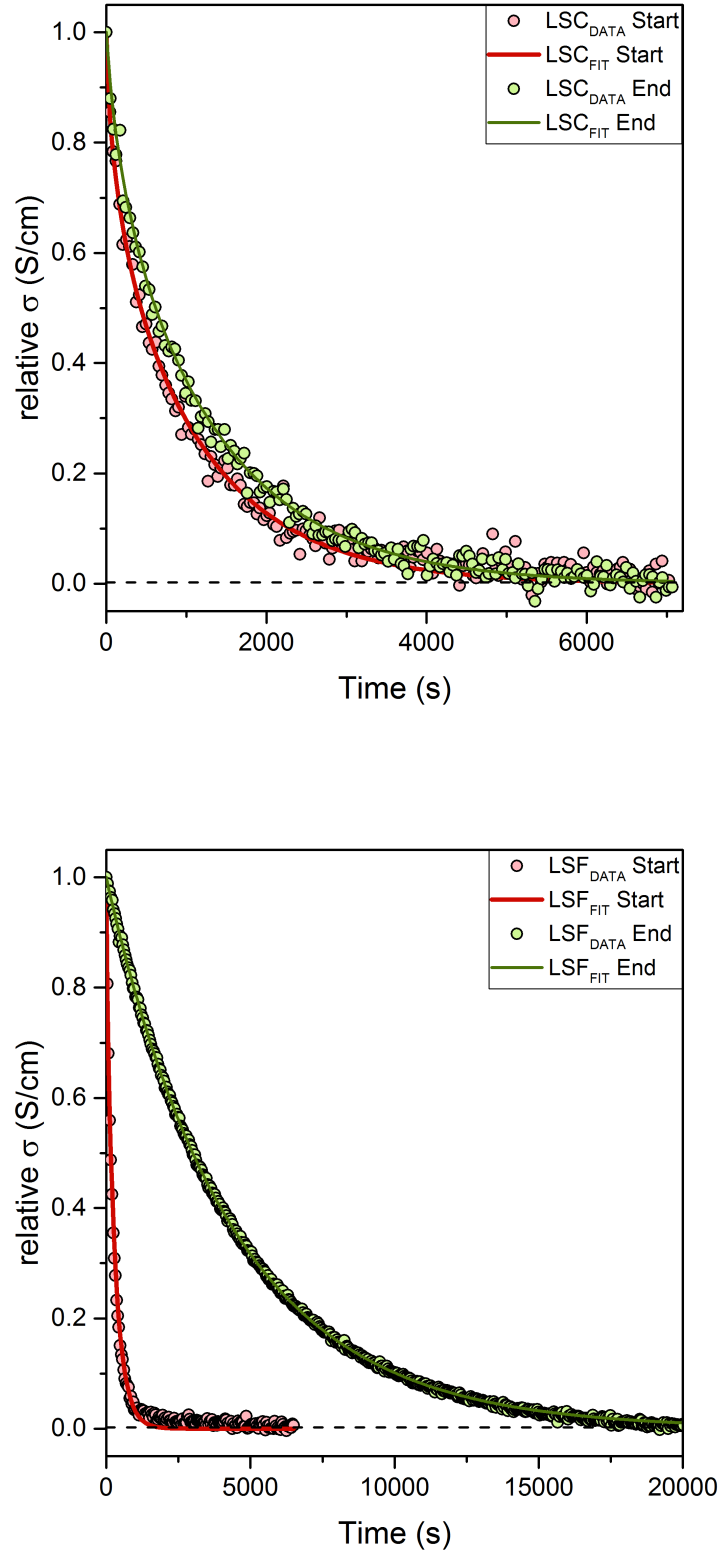 LSC_DATA Start
LSC_FIT Start
LSC_DATA End
LSC_FIT End
1.0
0.8
0.6
0.4
0.2
0.0
relative σ (S/cm)
0 2000 4000 6000
Time (s)
LSF_DATA Start
LSF_FIT Start
LSF_DATA End
LSF_FIT End
1.0
0.8
0.6
0.4
0.2
0.0
relative σ (S/cm)
0 5000 10000 15000 20000
Time (s)